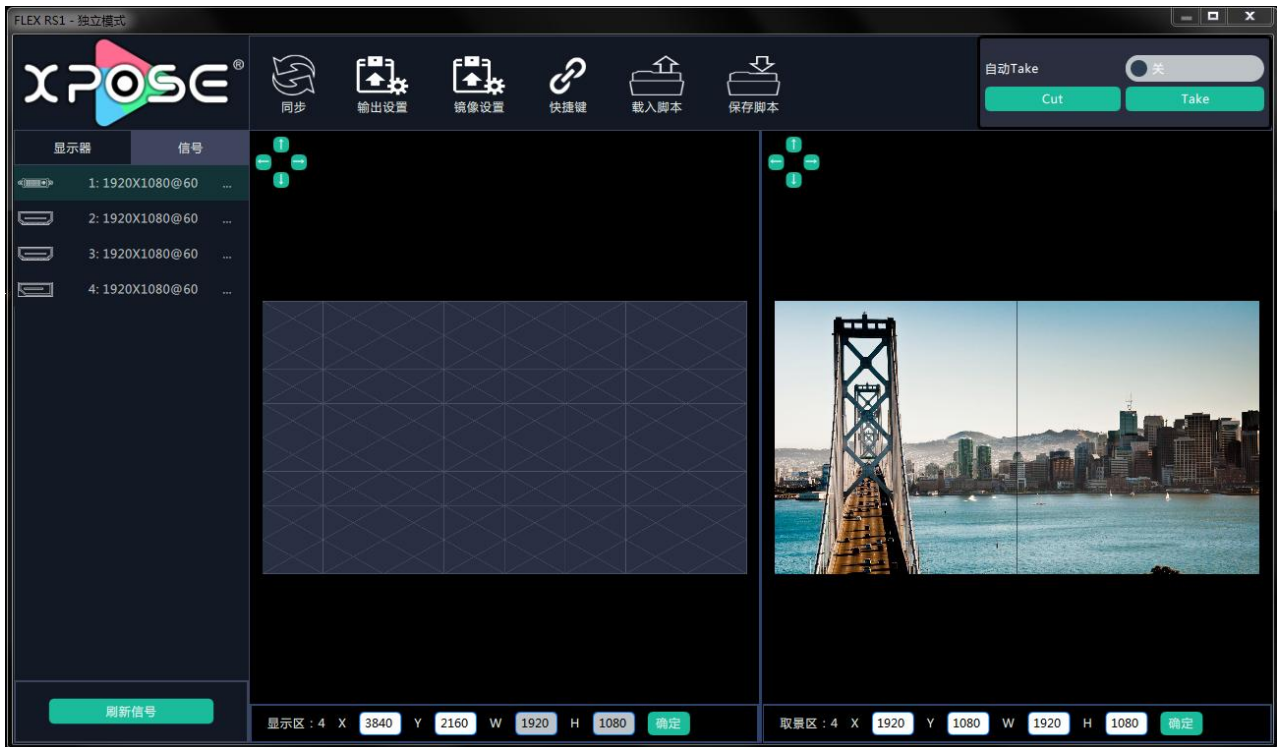 FLEX RS1 - 独立模式
XPOSE®
同步
输出设置
镜像设置
快捷键
载入脚本
保存脚本
自动Take
关
Cut
Take
显示器
信号
1: 1920X1080@60 ...
2: 1920X1080@60 ...
3: 1920X1080@60 ...
4: 1920X1080@60 ...
刷新信号
显示区：4 X 3840 Y 2160 W 1920 H 1080 确定
取景区：4 X 1920 Y 1080 W 1920 H 1080 确定